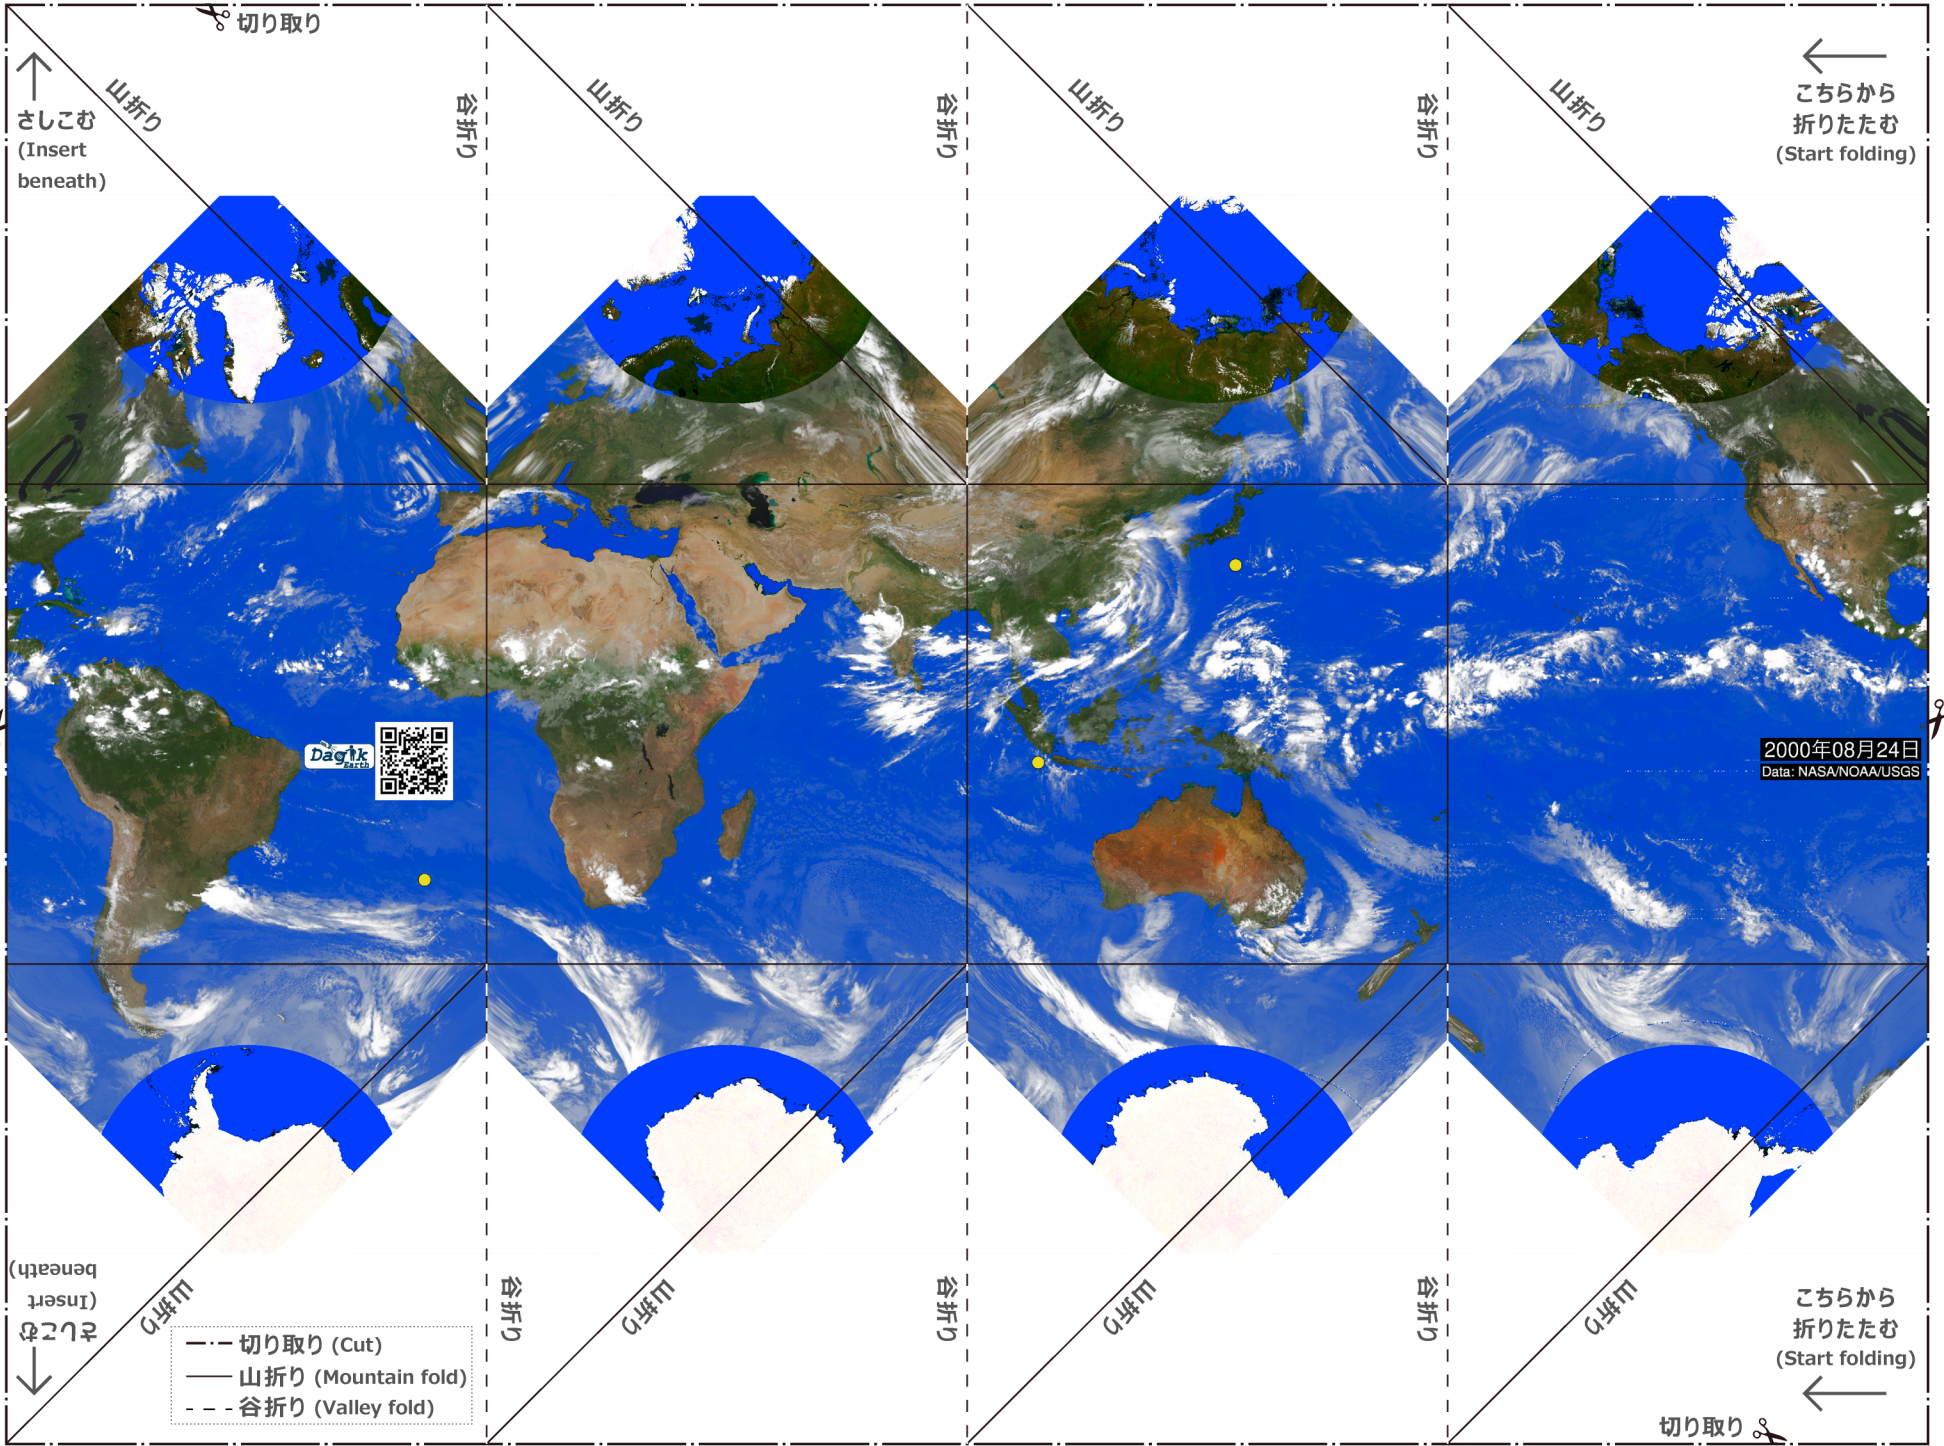 切り取り
山折り
谷折り
山折り
谷折り
山折り
谷折り
山折り
こちらから
折りたたむ
(Start folding)
さしこむ
(Insert
beneath)
Dagik
Earth
2000年08月24日
Data: NASA/NOAA/USGS
さしこむ
(Insert
beneath)
山折り
谷折り
山折り
谷折り
山折り
谷折り
山折り
こちらから
折りたたむ
(Start folding)
切り取り (Cut)
山折り (Mountain fold)
谷折り (Valley fold)
切り取り